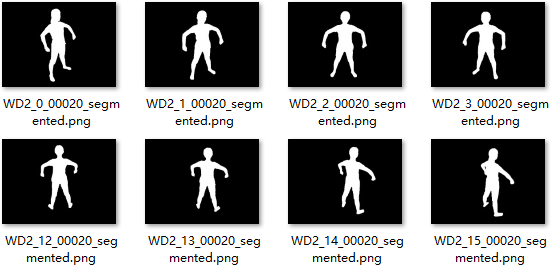 WD2_0_00020_segm
ented.png
WD2_1_00020_segm
ented.png
WD2_2_00020_segm
ented.png
WD2_3_00020_segm
ented.png
WD2_12_00020_seg
mented.png
WD2_13_00020_seg
mented.png
WD2_14_00020_seg
mented.png
WD2_15_00020_seg
mented.png